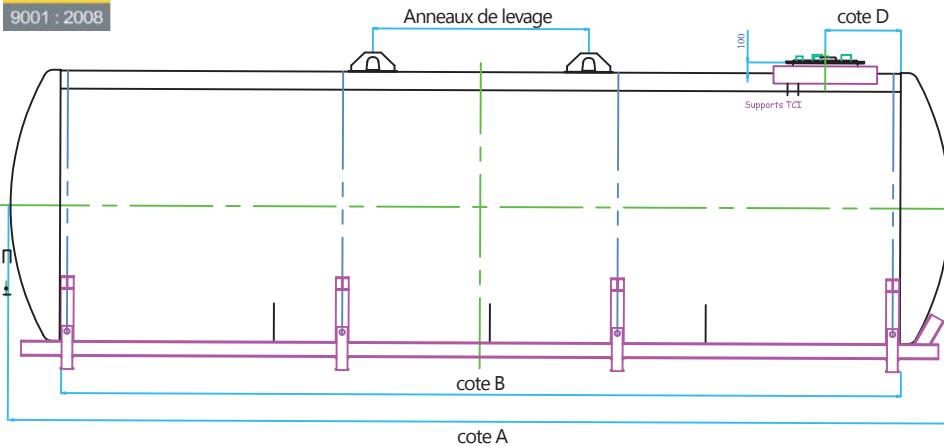 9001 : 2008
Anneaux de levage
cote D
100
Supports TCI
cote B
cote A